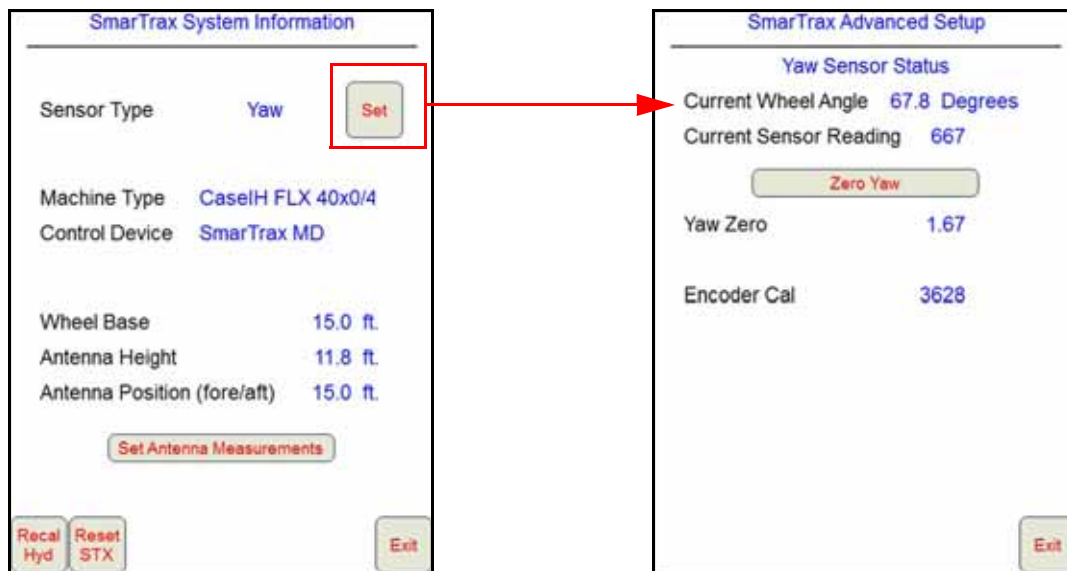 SmarTrax System Information
Sensor Type Yaw Set
Machine Type CaseIH FLX 40x0/4
Control Device SmarTrax MD
Wheel Base 15.0 ft.
Antenna Height 11.8 ft.
Antenna Position (fore/aft) 15.0 ft.
Set Antenna Measurements
Recal Hyd
Reset STX
Exit
SmarTrax Advanced Setup
Yaw Sensor Status
Current Wheel Angle 67.8 Degrees
Current Sensor Reading 667
Zero Yaw
Yaw Zero 1.67
Encoder Cal 3628
Exit